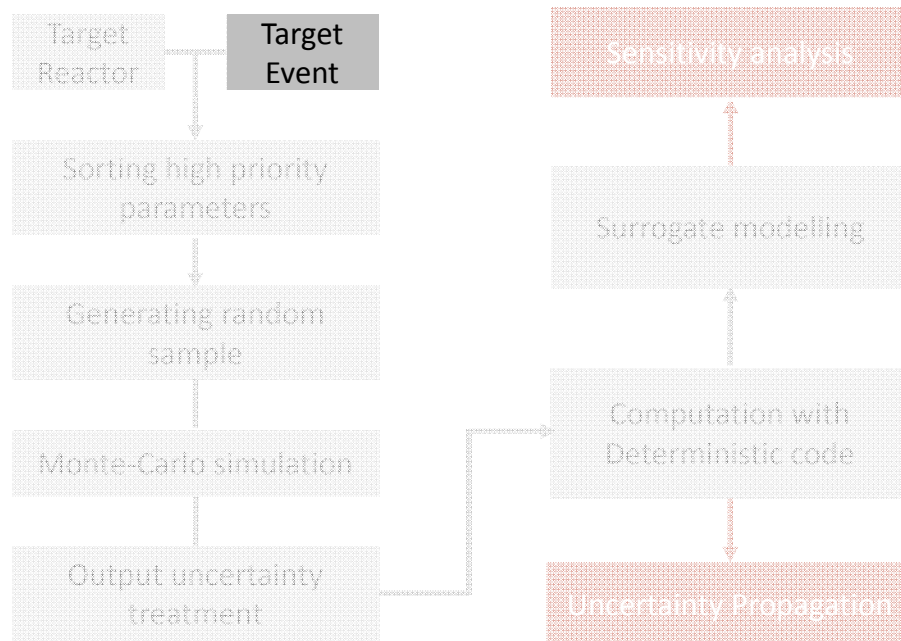 Target
Reactor
Target
Event
Sorting high priority
parameters
Generating random
sample
Monte-Carlo simulation
Output uncertainty
treatment
Sensitivity analysis
Surrogate modelling
Computation with
Deterministic code
Uncertainty Propagation